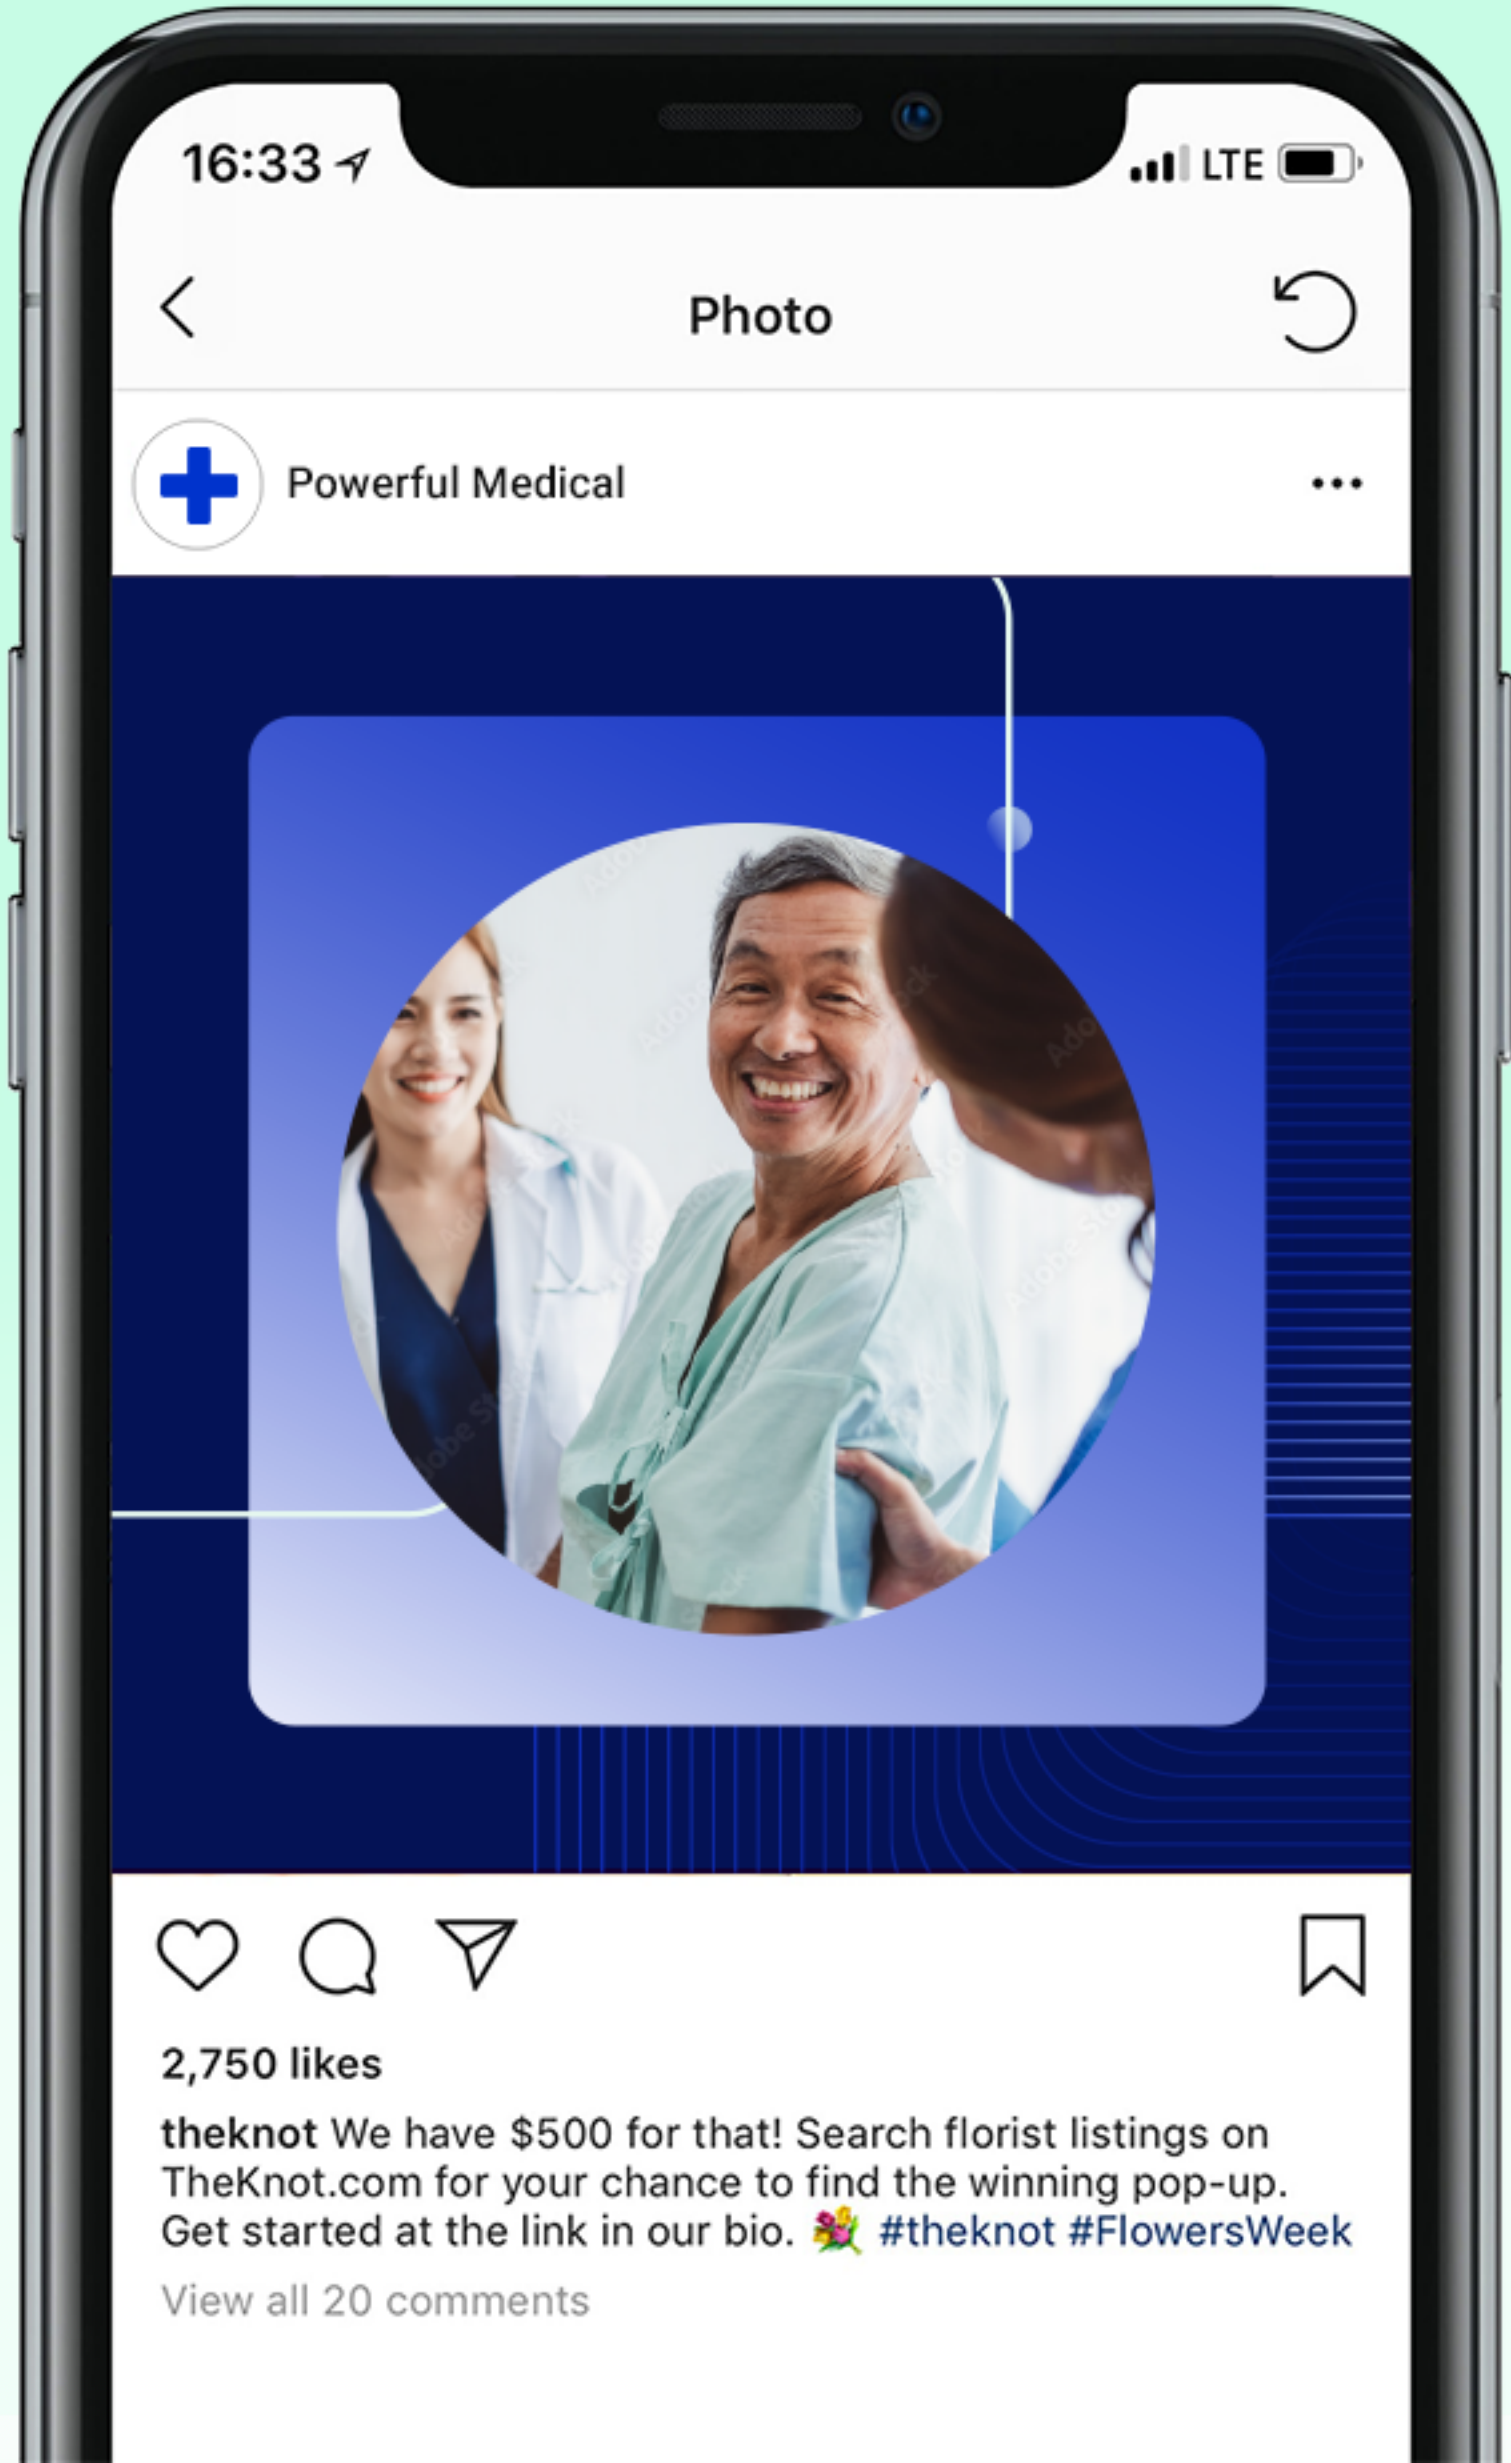 16:33
LTE
Photo
Powerful Medical
Adobe Stock
2,750 likes
theknot We have $500 for that! Search florist listings on
TheKnot.com for your chance to find the winning pop-up.
Get started at the link in our bio. 💐 #theknot #FlowersWeek
View all 20 comments